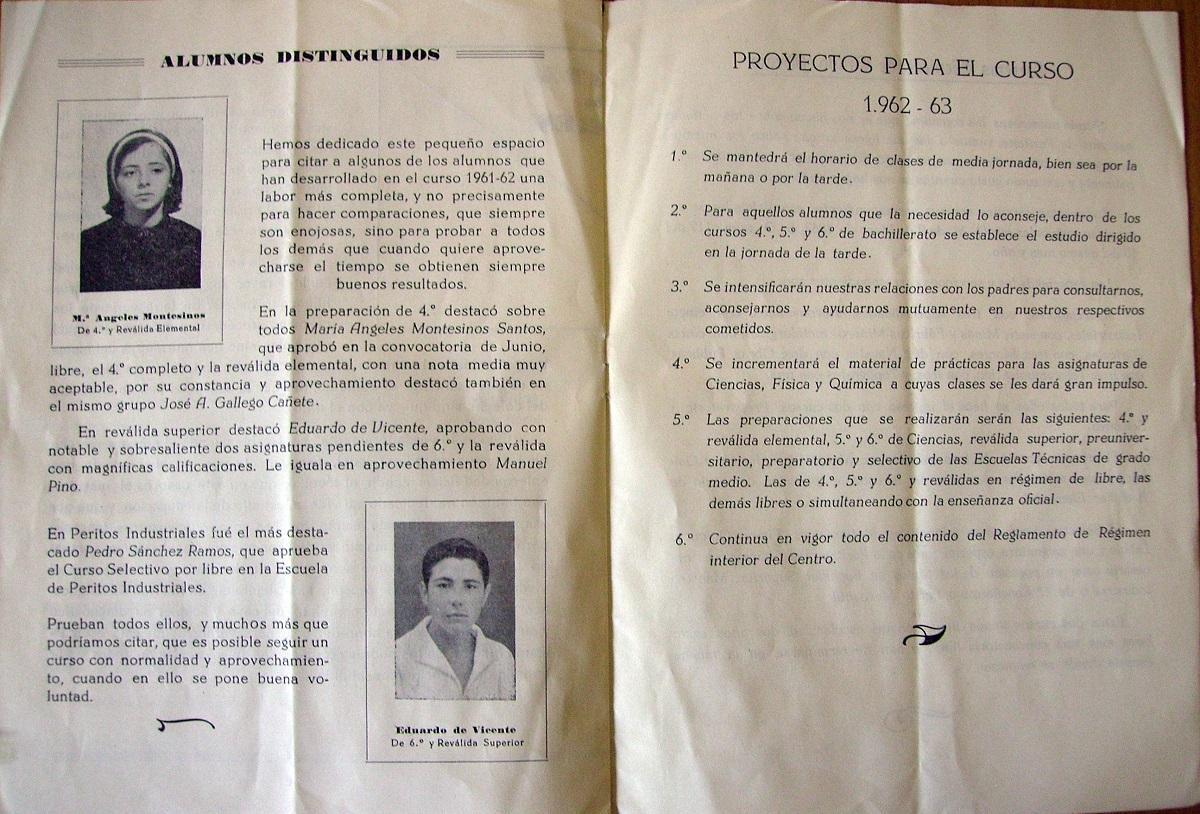 ALUMNOS DISTINGUIDOS
M.ª Angeles Montesinos
De 4.º y Reválida Elemental
Hemos dedicado este pequeño espacio
para citar a algunos de los alumnos que
han desarrollado en el curso 1961-62 una
labor más completa, y no precisamente
para hacer comparaciones, que siempre
son enojosas, sino para probar a todos
los demás que cuando quiere aprove-
charse el tiempo se obtienen siempre
buenos resultados.
En la preparación de 4.º destacó sobre
todos María Angeles Montesinos Santos,
que aprobó en la convocatoria de Junio,
libre, el 4.º completo y la reválida elemental, con una nota media muy
aceptable, por su constancia y aprovechamiento destacó también en
el mismo grupo José A. Gallego Cañete.
En reválida superior destacó Eduardo de Vicente, aprobando con
notable y sobresaliente dos asignaturas pendientes de 6.º y la reválida
con magníficas calificaciones. Le iguala en aprovechamiento Manuel
Pino.
En Peritos Industriales fué el más desta-
cado Pedro Sánchez Ramos, que aprueba
el Curso Selectivo por libre en la Escuela
de Peritos Industriales.
Prueban todos ellos, y muchos más que
podríamos citar, que es posible seguir un
curso con normalidad y aprovechamien-
to, cuando en ello se pone buena vo-
luntad.
Eduardo de Vicente
De 6.º y Reválida Superior
PROYECTOS PARA EL CURSO
1.962 - 63
1.º Se mantedrá el horario de clases de media jornada, bien sea por la
mañana o por la tarde.
2.º Para aquellos alumnos que la necesidad lo aconseje, dentro de los
cursos 4.º, 5.º y 6.º de bachillerato se establece el estudio dirigido
en la jornada de la tarde.
3.º Se intensificarán nuestras relaciones con los padres para consultarnos,
aconsejarnos y ayudarnos mutuamente en nuestros respectivos
cometidos.
4.º Se incrementará el material de prácticas para las asignaturas de
Ciencias, Física y Química a cuyas clases se les dará gran impulso.
5.º Las preparaciones que se realizarán serán las siguientes: 4.º y
reválida elemental, 5.º y 6.º de Ciencias, reválida superior, preuniver-
sitario, preparatorio y selectivo de las Escuelas Técnicas de grado
medio. Las de 4.º, 5.º y 6.º y reválidas en régimen de libre, las
demás libres o simultaneando con la enseñanza oficial.
6.º Continua en vigor todo el contenido del Reglamento de Régimen
interior del Centro.